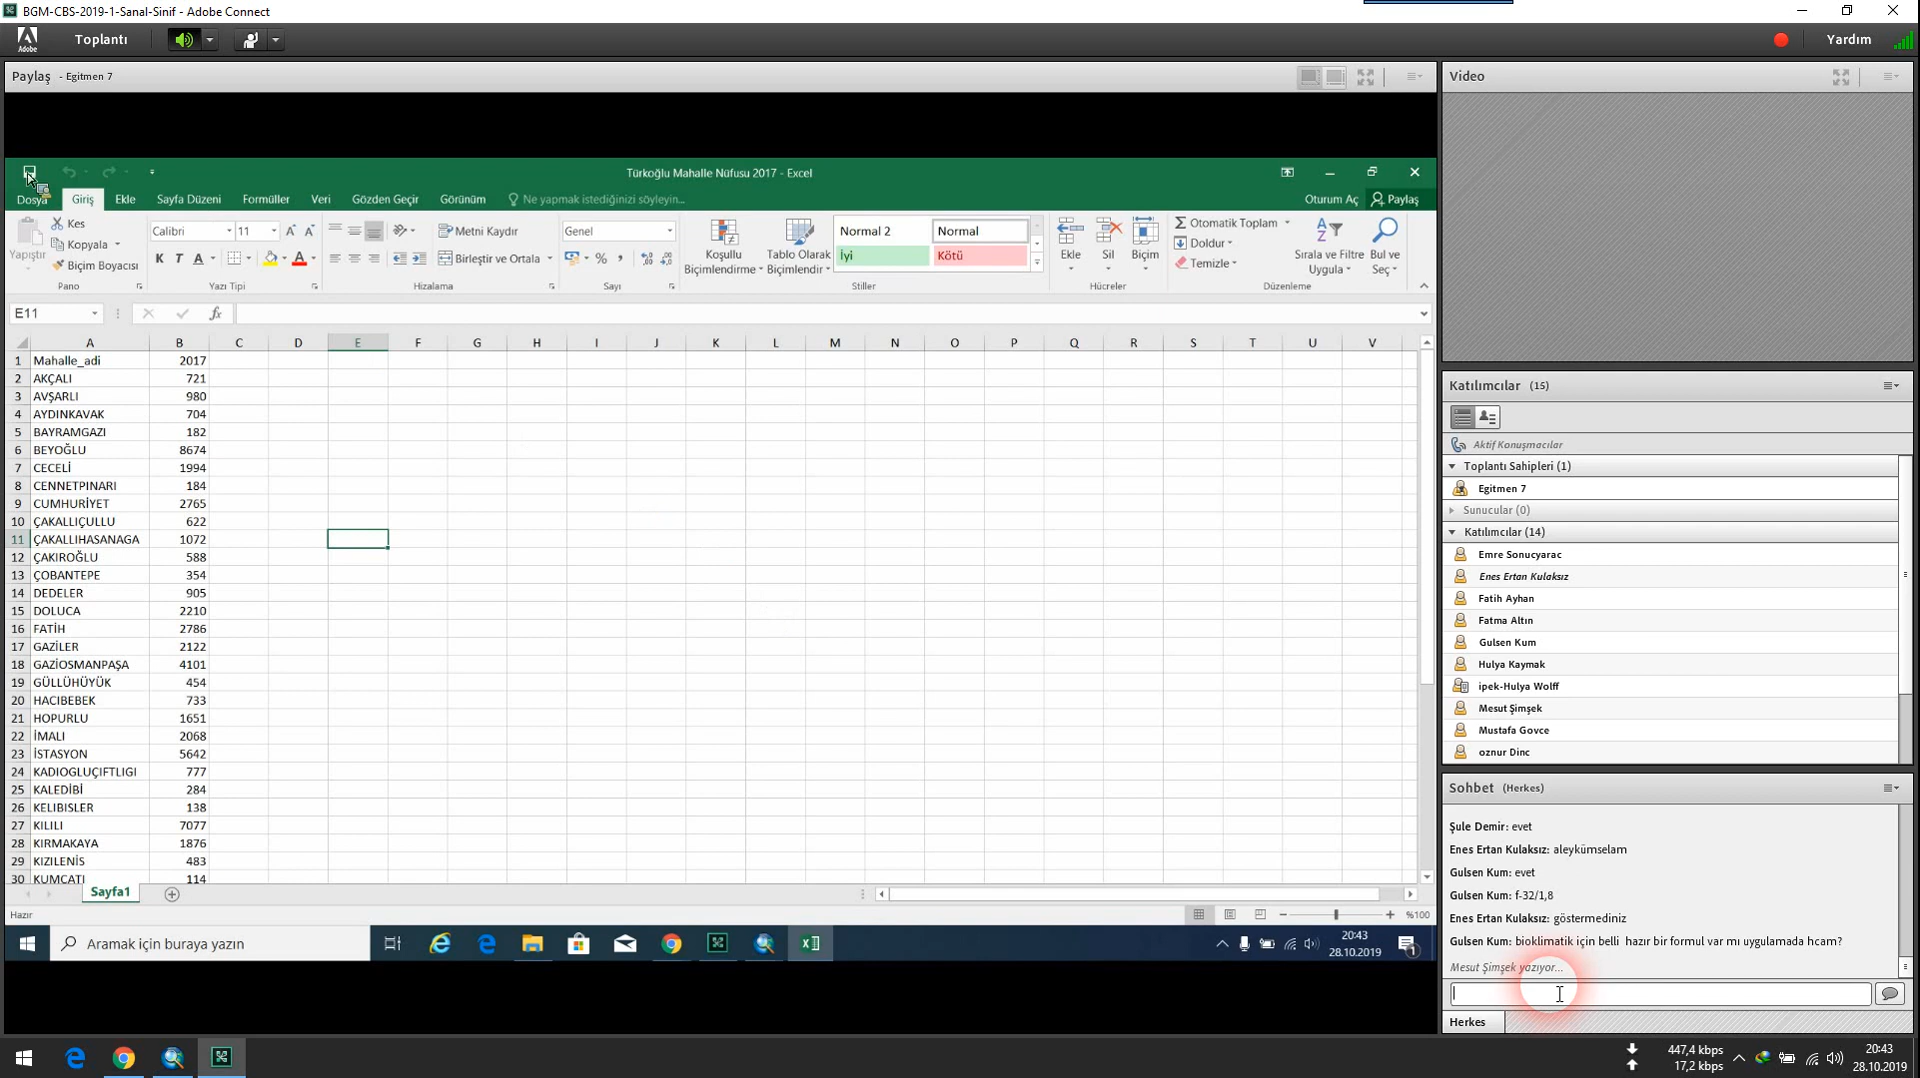 BGM-CBS-2019-1-Sanal-Sinif - Adobe Connect
Adobe
Toplantı
Yardım
Paylaş - Egitmen 7
Türkoğlu Mahalle Nüfusu 2017 - Excel
Dosya Giriş Ekle Sayfa Düzeni Formüller Veri Gözden Geçir Görünüm Ne yapmak istediğinizi söyleyin... Oturum Aç Paylaş
Yapıştır
Kes
Kopyala
Biçim Boyacısı
Pano
Calibri 11
K T A
Yazı Tipi
Metni Kaydır
Birleştir ve Ortala
Hizalama
Genel
Sayı
Koşullu Biçimlendirme
Tablo Olarak Biçimlendir
Normal 2 Normal
İyi Kötü
Stiller
Ekle Sil Biçim
Hücreler
Otomatik Toplam
Doldur
Temizle
Sırala ve Filtre Uygula
Bul ve Seç
Düzenleme
E11
fx
A B C D E F G H I J K L M N O P Q R S T U V
1 Mahalle_adi 2017
2 AKÇALI 721
3 AVŞARLI 980
4 AYDINKAVAK 704
5 BAYRAMGAZI 182
6 BEYOĞLU 8674
7 CECELİ 1994
8 CENNETPINARI 184
9 CUMHURİYET 2765
10 ÇAKALLIÇULLU 622
11 ÇAKALLIHASANAGA 1072
12 ÇAKIROĞLU 588
13 ÇOBANTEPE 354
14 DEDELER 905
15 DOLUCA 2210
16 FATİH 2786
17 GAZİLER 2122
18 GAZİOSMANPAŞA 4101
19 GÜLLÜHÜYÜK 454
20 HACIBEBEK 733
21 HOPURLU 1651
22 İMALI 2068
23 İSTASYON 5642
24 KADIOGLUÇIFTLIGI 777
25 KALEDİBİ 284
26 KELIBISLER 138
27 KILILI 7077
28 KIRMAKAYA 1876
29 KIZILENİS 483
30 KUMCATI 114
Sayfa1
Hazır
%100
Aramak için buraya yazın
20:43
28.10.2019
1
Video
Katılımcılar (15)
Aktif Konuşmacılar
Toplantı Sahipleri (1)
Egitmen 7
Sunucular (0)
Katılımcılar (14)
Emre Sonucyarac
Enes Ertan Kulaksız
Fatih Ayhan
Fatma Altın
Gulsen Kum
Hulya Kaymak
ipek-Hulya Wolff
Mesut Şimşek
Mustafa Govce
oznur Dinc
Sohbet (Herkes)
Şule Demir: evet
Enes Ertan Kulaksız: aleykümselam
Gulsen Kum: evet
Gulsen Kum: f-32/1,8
Enes Ertan Kulaksız: göstermediniz
Gulsen Kum: bioklimatik için belli hazır bir formul var mı uygulamada hcam?
Mesut Şimşek yazıyor...
Herkes
447,4 kbps
17,2 kbps
20:43
28.10.2019